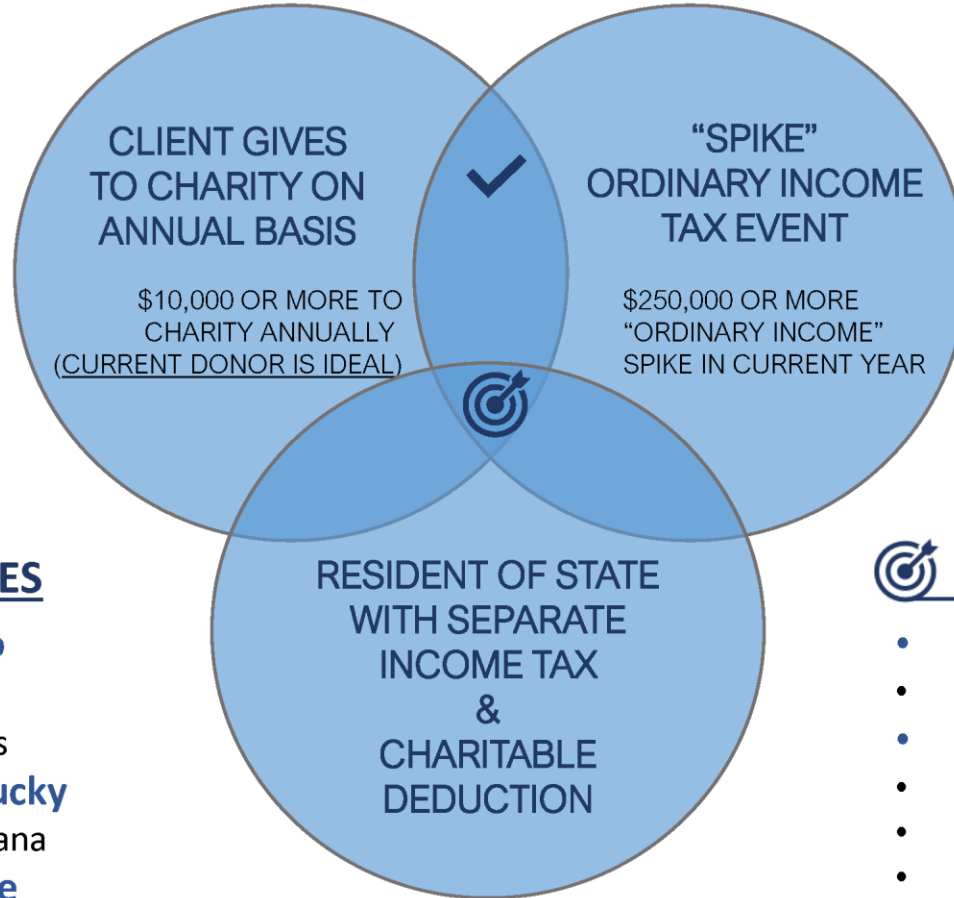 CLIENT GIVES
TO CHARITY ON
ANNUAL BASIS
$10,000 OR MORE TO
CHARITY ANNUALLY
(CURRENT DONOR IS IDEAL)
“SPIKE”
ORDINARY INCOME
TAX EVENT
$250,000 OR MORE
“ORDINARY INCOME”
SPIKE IN CURRENT YEAR
RESIDENT OF STATE
WITH SEPARATE
INCOME TAX
&
CHARITABLE
DEDUCTION
ES
s
ucky
ana
e